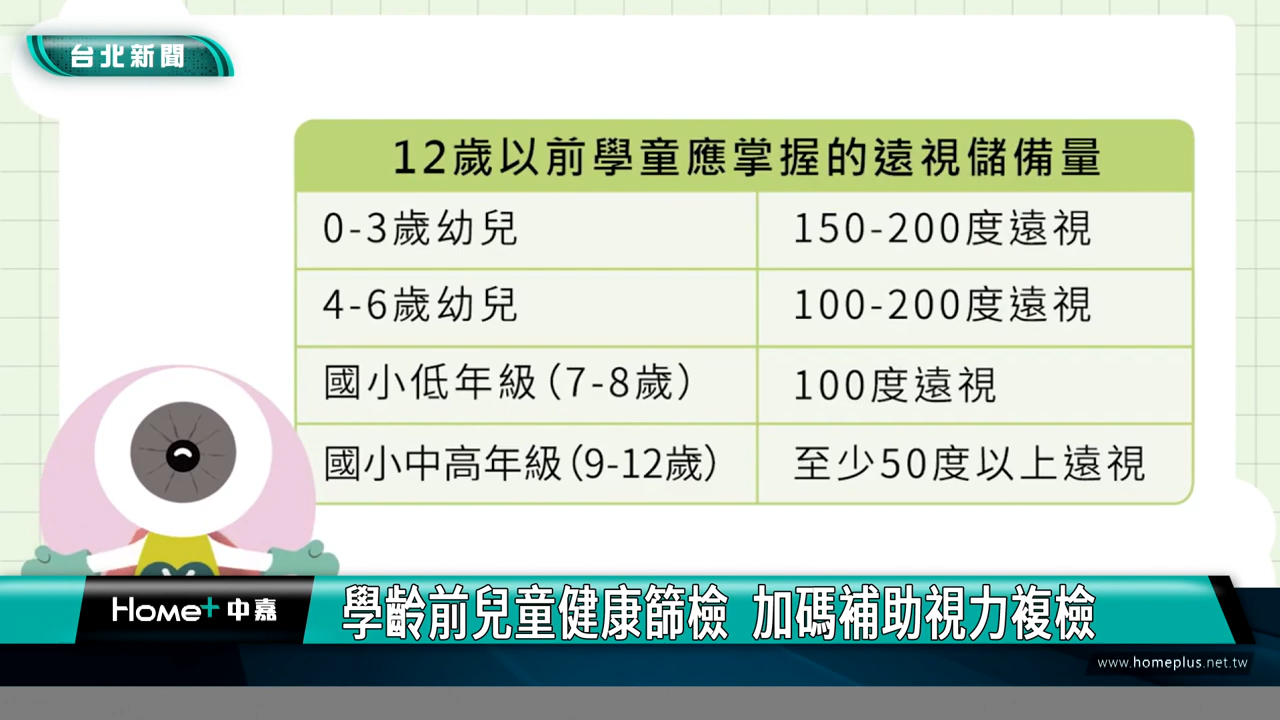 台北新聞
12歲以前學童應掌握的遠視儲備量
0-3歲幼兒
150-200度遠視
4-6歲幼兒
100-200度遠視
國小低年級(7-8歲)
100度遠視
國小中高年級(9-12歲)
至少50度以上遠視
Home+中嘉
學齡前兒童健康篩檢 加碼補助視力複檢
www.homeplus.net.tw